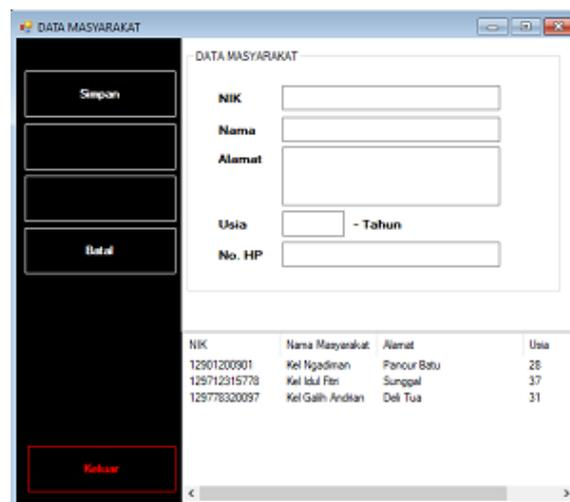 DATA MASYARAKAT
Simpan
Batal
Keluar
DATA MASYARAKAT
NIK
Nama
Alamat
Usia - Tahun
No. HP
NIK Nama Masyarakat Alamat Usia
12901200901 Kel Ngadiman Pancur Batu 28
129712315778 Kel Idul Fitri Sunggal 37
129778320097 Kel Galih Andrian Deli Tua 31